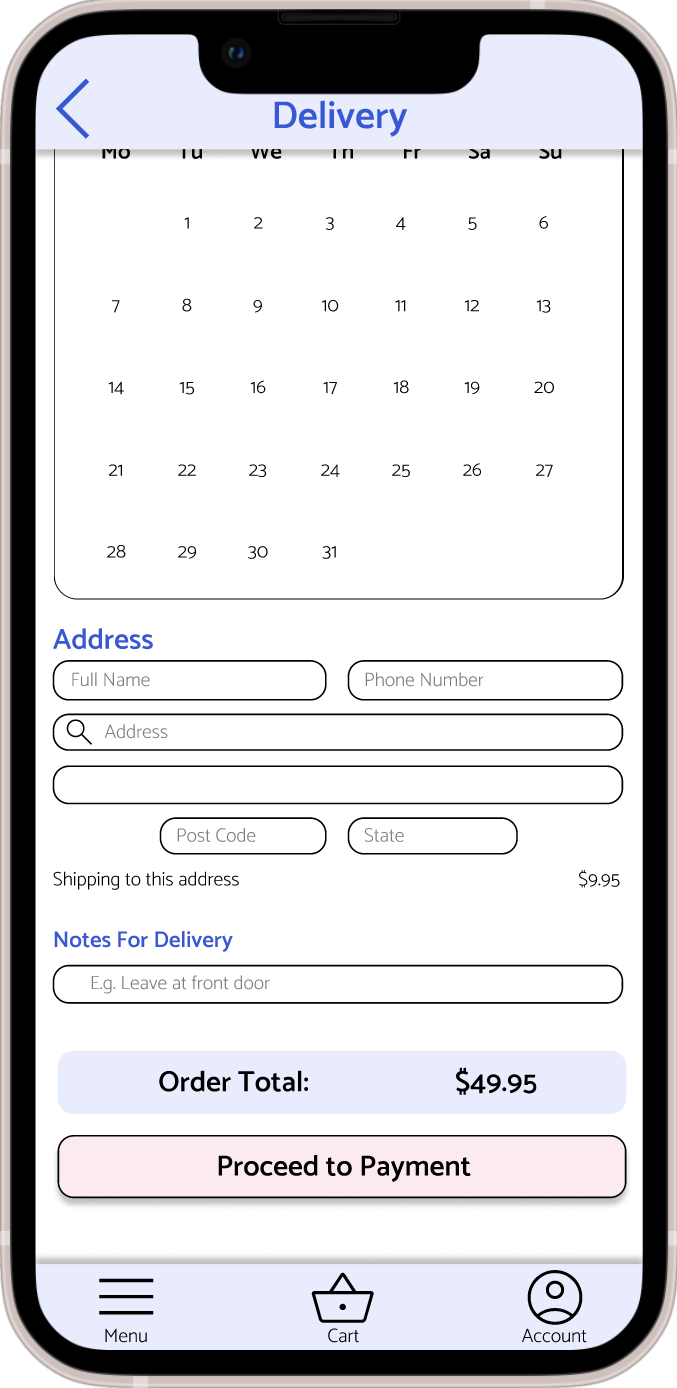 Delivery
Mo Tu We Th Fr Sa Su
1 2 3 4 5 6
7 8 9 10 11 12 13
14 15 16 17 18 19 20
21 22 23 24 25 26 27
28 29 30 31
Address
Full Name Phone Number
Address
Post Code State
Shipping to this address $9.95
Notes For Delivery
E.g. Leave at front door
Order Total: $49.95
Proceed to Payment
Menu Cart Account